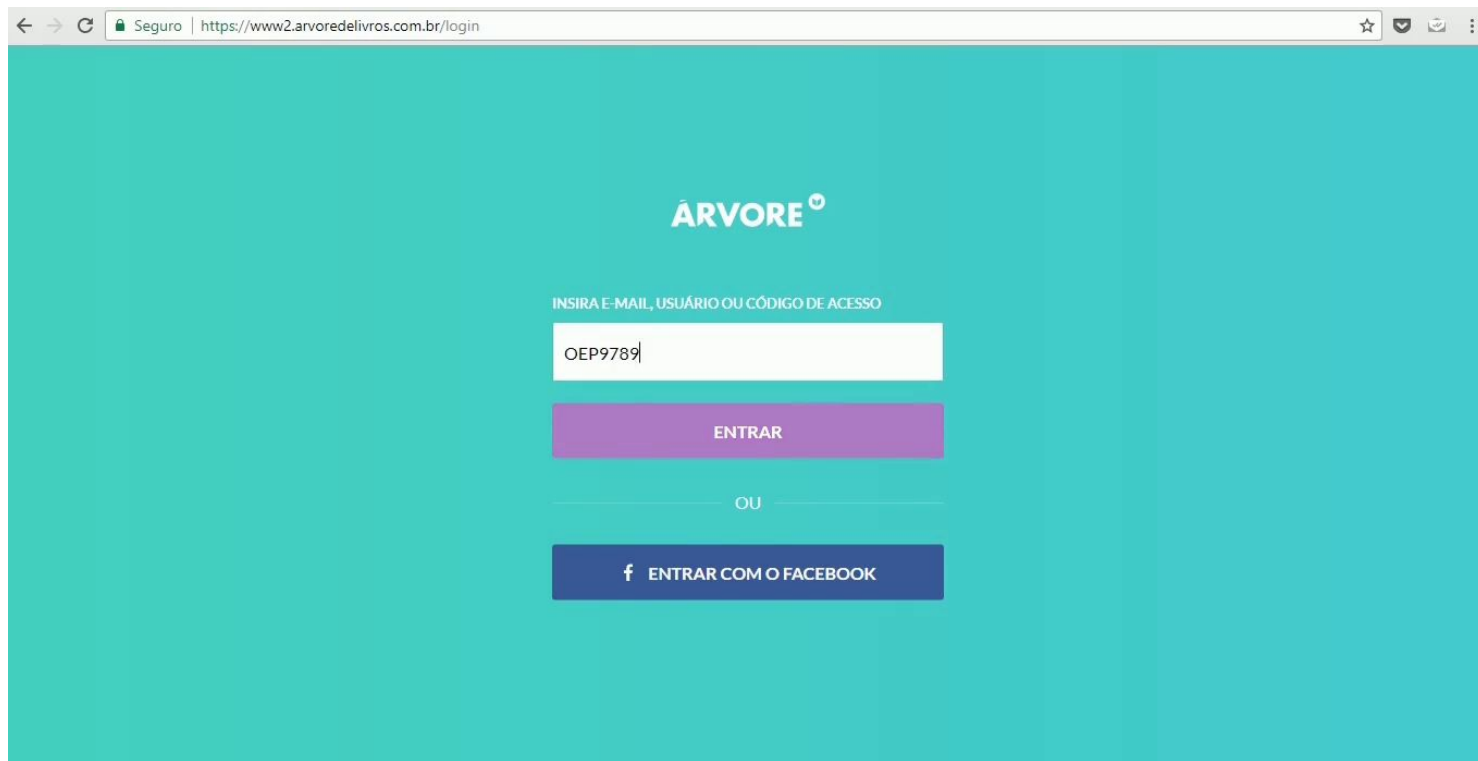 Seguro | https://www2.arvoredelivros.com.br/login
ÁRVORE
INSIRA E-MAIL, USUÁRIO OU CÓDIGO DE ACESSO
OEP9789
ENTRAR
OU
f ENTRAR COM O FACEBOOK